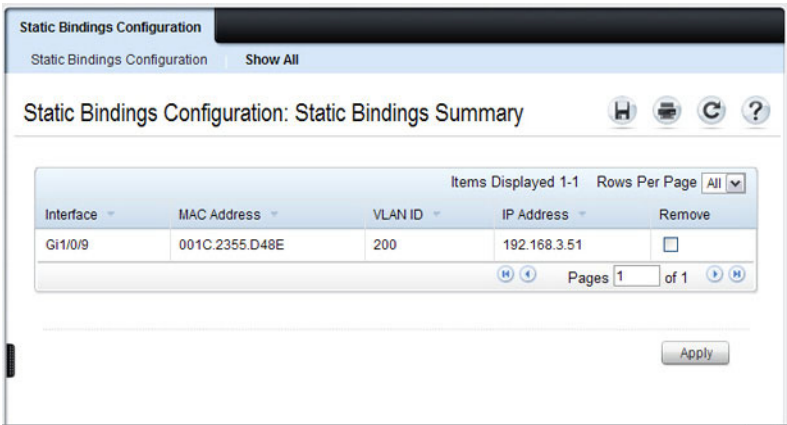 Static Bindings Configuration
Static Bindings Configuration Show All
Static Bindings Configuration: Static Bindings Summary
Items Displayed 1-1 Rows Per Page All
Interface MAC Address VLAN ID IP Address Remove
Gi1/0/9 001C.2355.D48E 200 192.168.3.51
Pages 1 of 1
Apply